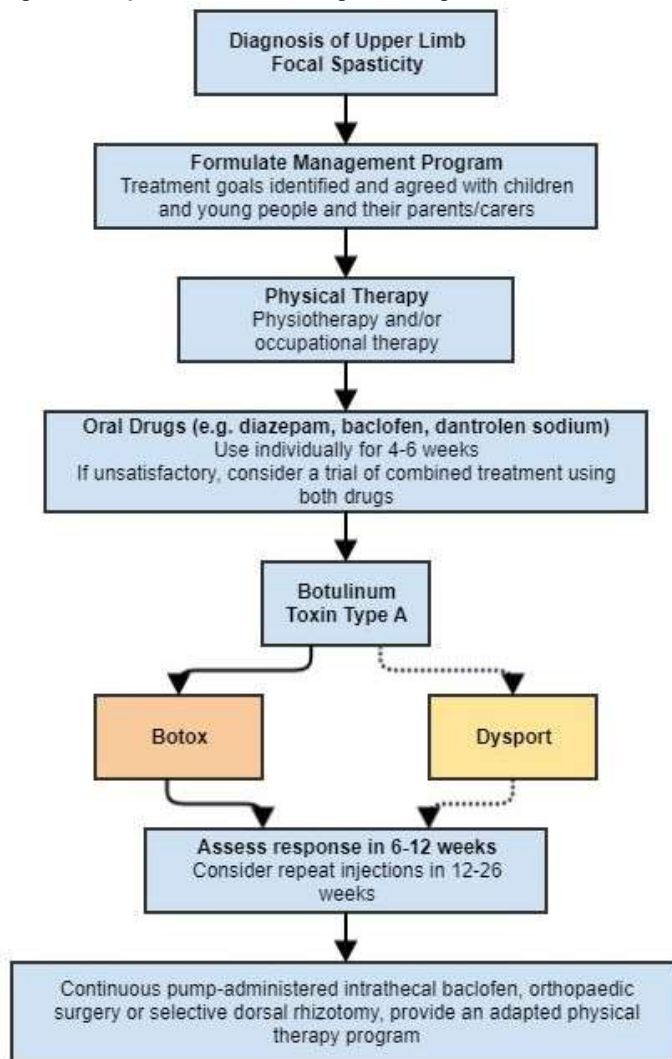 Diagnosis of Upper Limb
Focal Spasticity
Formulate Management Program
Treatment goals identified and agreed with children
and young people and their parents/carers
Physical Therapy
Physiotherapy and/or
occupational therapy
Oral Drugs (e.g. diazepam, baclofen, dantrolen sodium)
Use individually for 4-6 weeks
If unsatisfactory, consider a trial of combined treatment using
both drugs
Botulinum
Toxin Type A
Botox
Dysport
Assess response in 6-12 weeks
Consider repeat injections in 12-26
weeks
Continuous pump-administered intrathecal baclofen, orthopaedic
surgery or selective dorsal rhizotomy, provide an adapted physical
therapy program